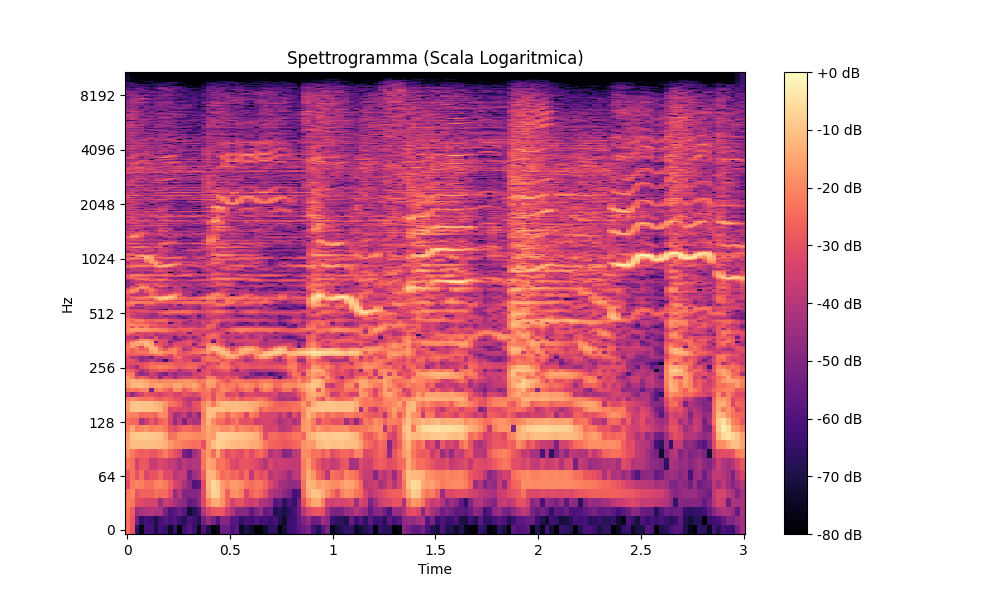 Spettrogramma (Scala Logaritmica)
8192
4096
2048
1024
512
256
128
64
0
Hz
0
0.5
1
1.5
2
2.5
3
Time
+0 dB
-10 dB
-20 dB
-30 dB
-40 dB
-50 dB
-60 dB
-70 dB
-80 dB